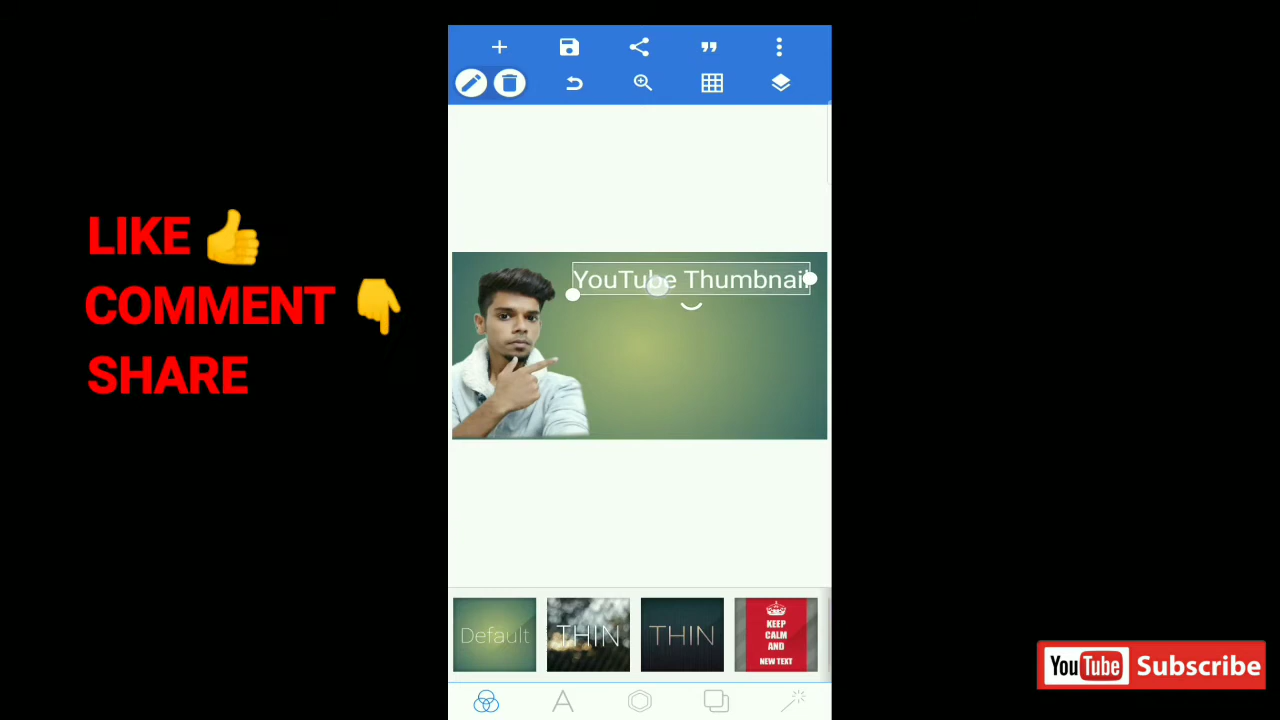 LIKE 👍
COMMENT 👇
SHARE
YouTube Thumbnail
Default
THIN
THIN
KEEP
CALM
AND
NEW TEXT
YouTube Subscribe